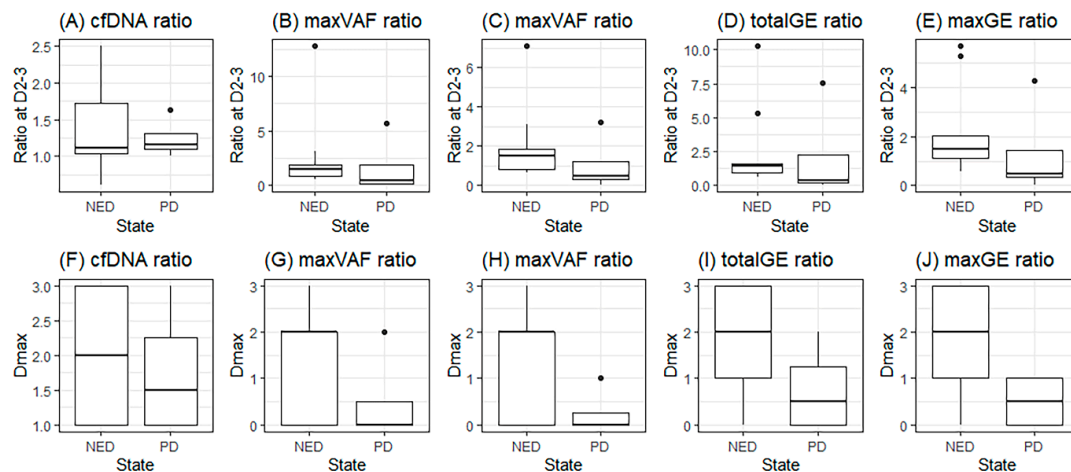 (A) cfDNA ratio
(B) maxVAF ratio
(C) maxVAF ratio
(D) totalGE ratio
(E) maxGE ratio
Ratio at D2-3
2.5
2.0
1.5
1.0
NED
PD
State
Ratio at D2-3
10
5
0
NED
PD
State
Ratio at D2-3
6
4
2
0
NED
PD
State
Ratio at D2-3
10.0
7.5
5.0
2.5
0.0
NED
PD
State
Ratio at D2-3
4
2
0
NED
PD
State
(F) cfDNA ratio
(G) maxVAF ratio
(H) maxVAF ratio
(I) totalGE ratio
(J) maxGE ratio
Dmax
3.0
2.5
2.0
1.5
1.0
NED
PD
State
Dmax
3
2
1
0
NED
PD
State
Dmax
3
2
1
0
NED
PD
State
Dmax
3
2
1
0
NED
PD
State
Dmax
3
2
1
0
NED
PD
State